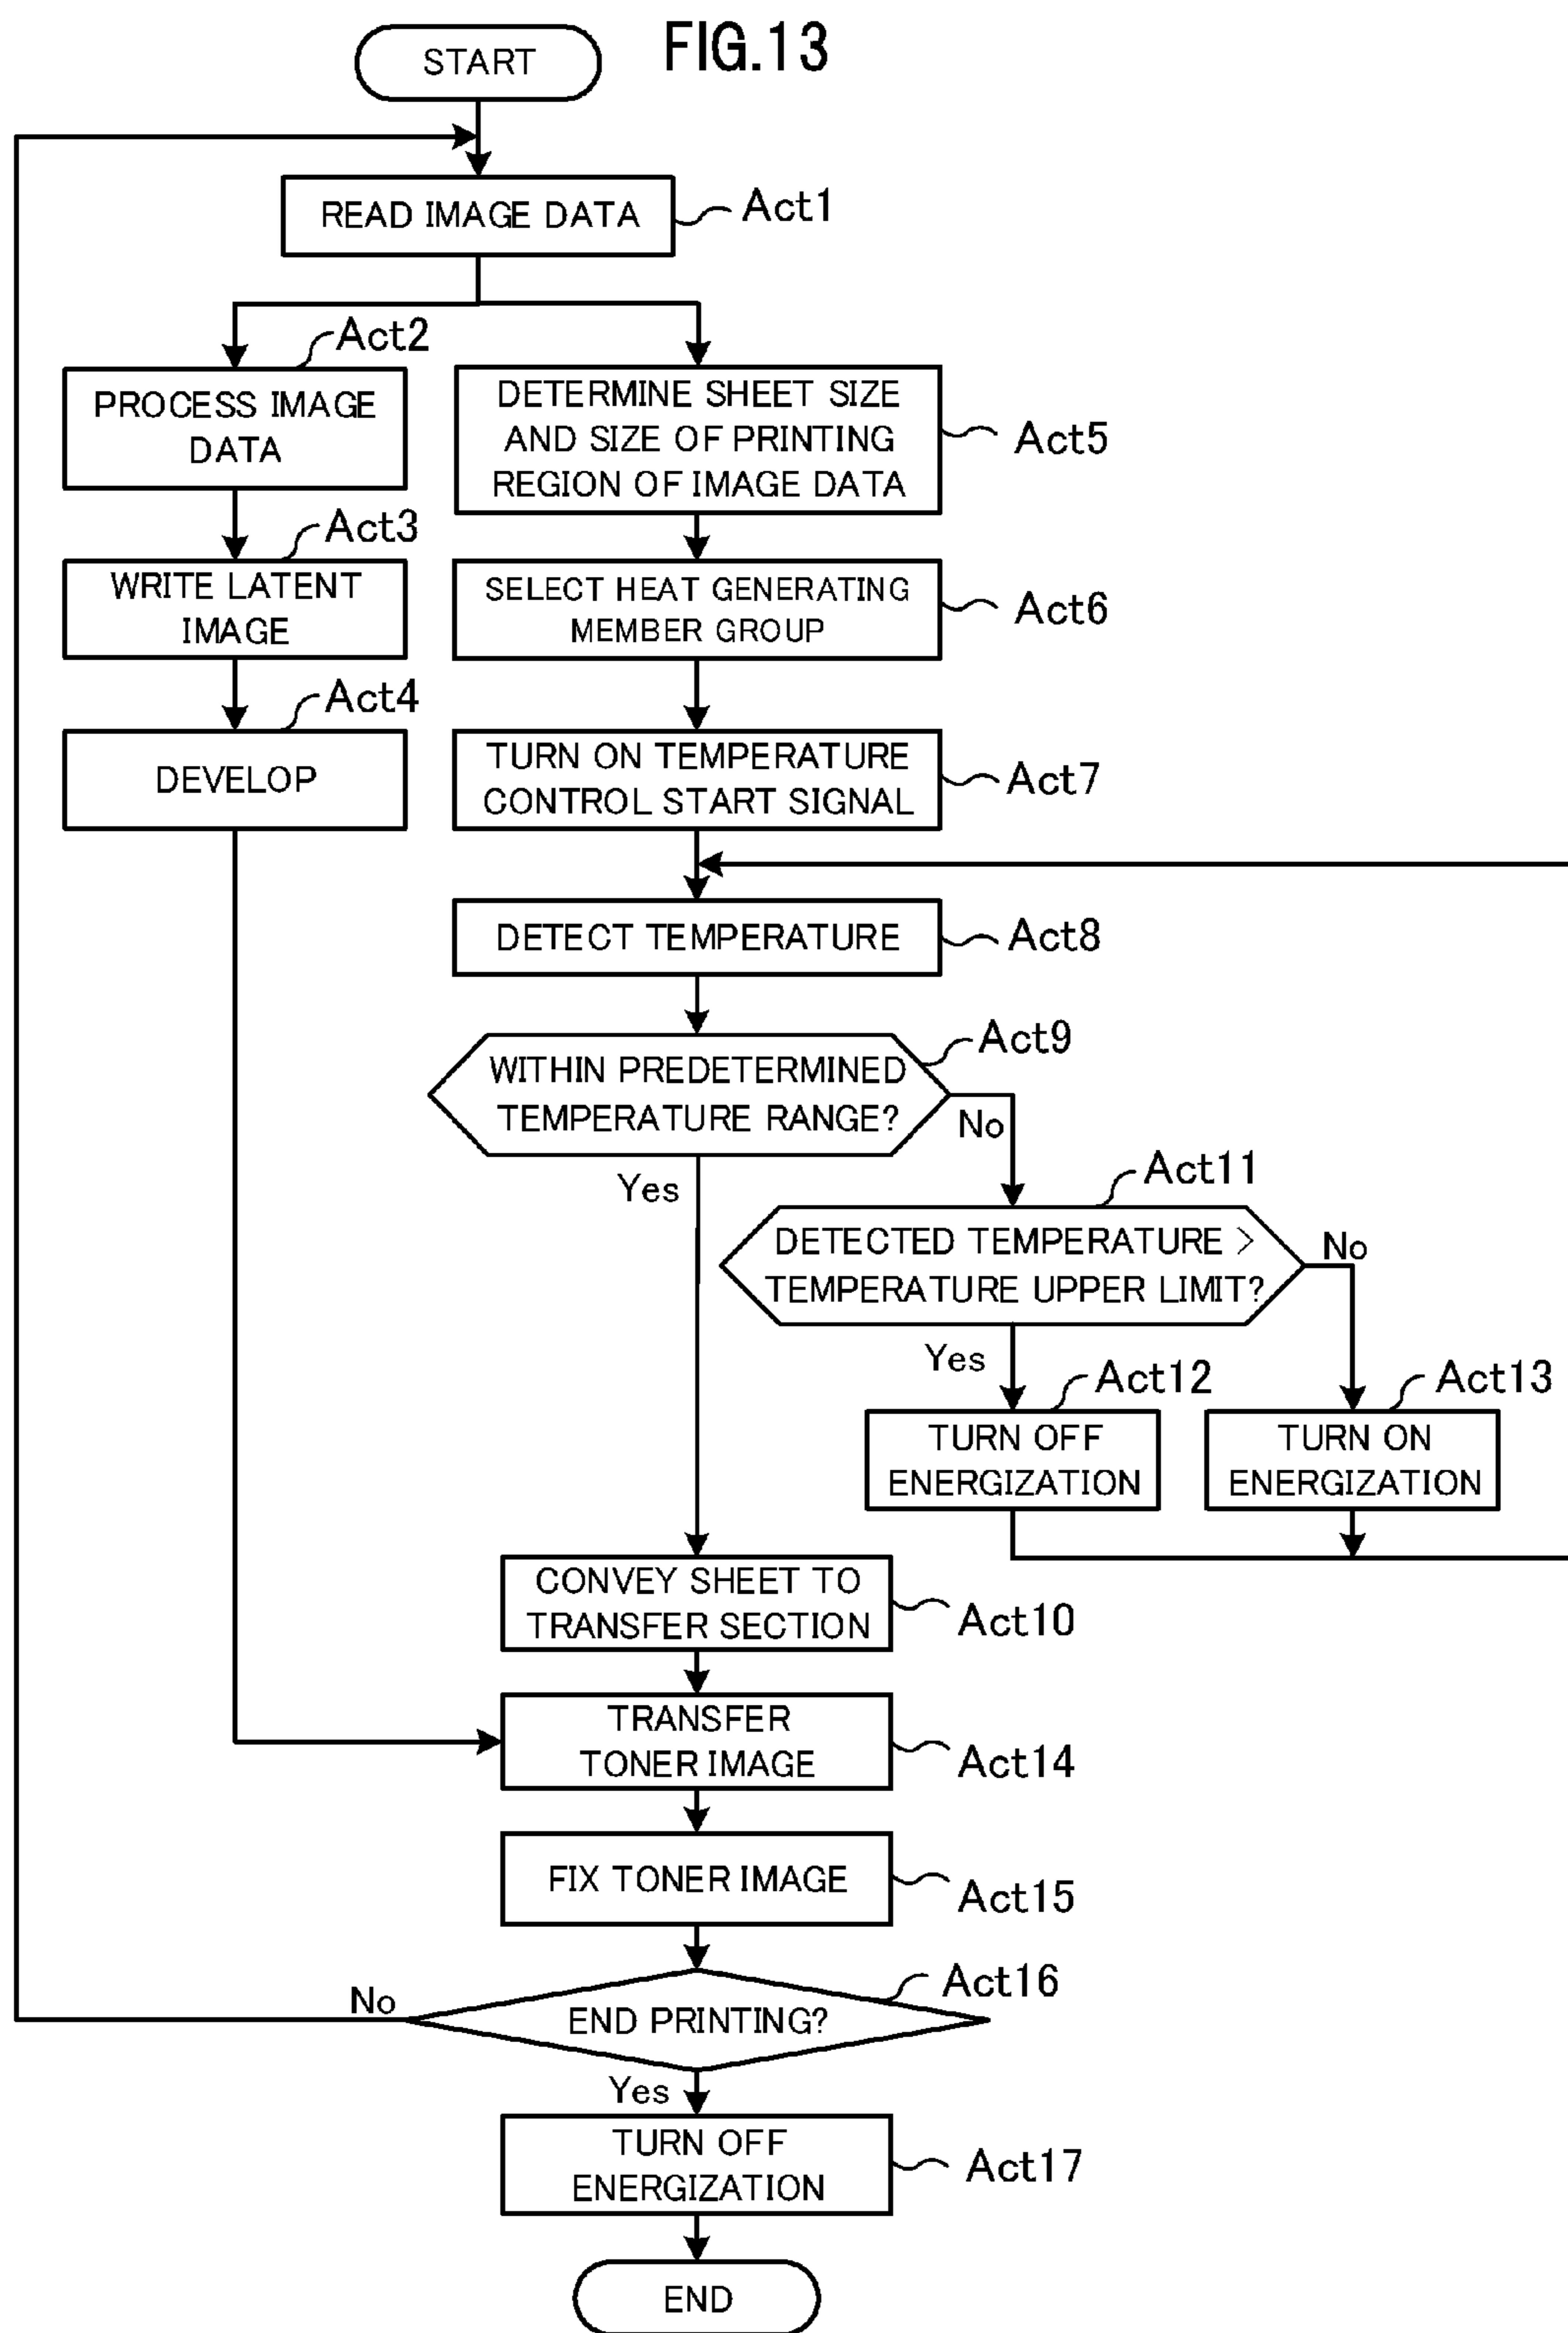 FIG.13
START
READ IMAGE DATA
Act1
Act2
PROCESS IMAGE
DATA
Act3
WRITE LATENT
IMAGE
Act4
DEVELOP
DETERMINE SHEET SIZE
AND SIZE OF PRINTING
REGION OF IMAGE DATA
Act5
SELECT HEAT GENERATING
MEMBER GROUP
Act6
TURN ON TEMPERATURE
CONTROL START SIGNAL
Act7
DETECT TEMPERATURE
Act8
Act9
WITHIN PREDETERMINED
TEMPERATURE RANGE?
No
Yes
Act11
DETECTED TEMPERATURE >
TEMPERATURE UPPER LIMIT?
No
Yes
Act12
TURN OFF
ENERGIZATION
Act13
TURN ON
ENERGIZATION
CONVEY SHEET TO
TRANSFER SECTION
Act10
TRANSFER
TONER IMAGE
Act14
FIX TONER IMAGE
Act15
Act16
END PRINTING?
No
Yes
TURN OFF
ENERGIZATION
Act17
END